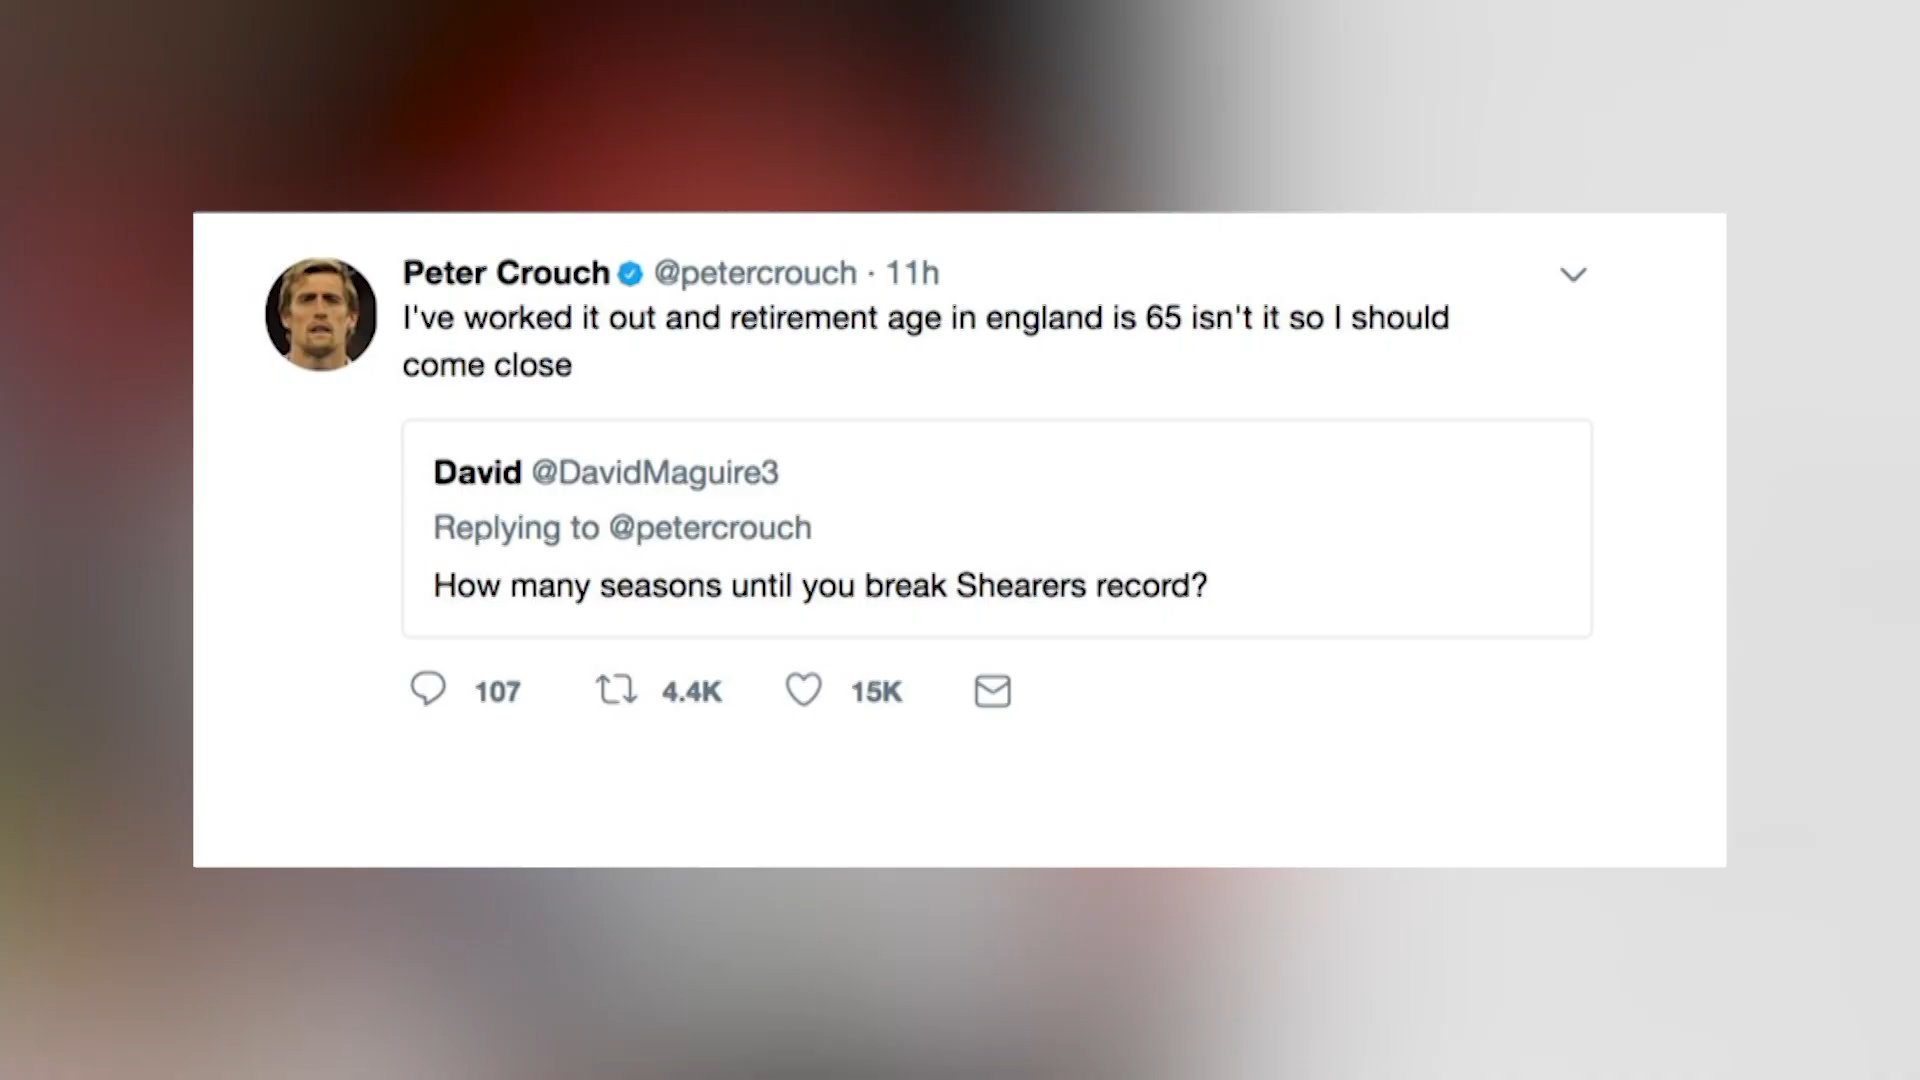 Peter Crouch @petercrouch · 11h
I've worked it out and retirement age in england is 65 isn't it so I should
come close
David @DavidMaguire3
Replying to @petercrouch
How many seasons until you break Shearers record?
107 4.4K 15K